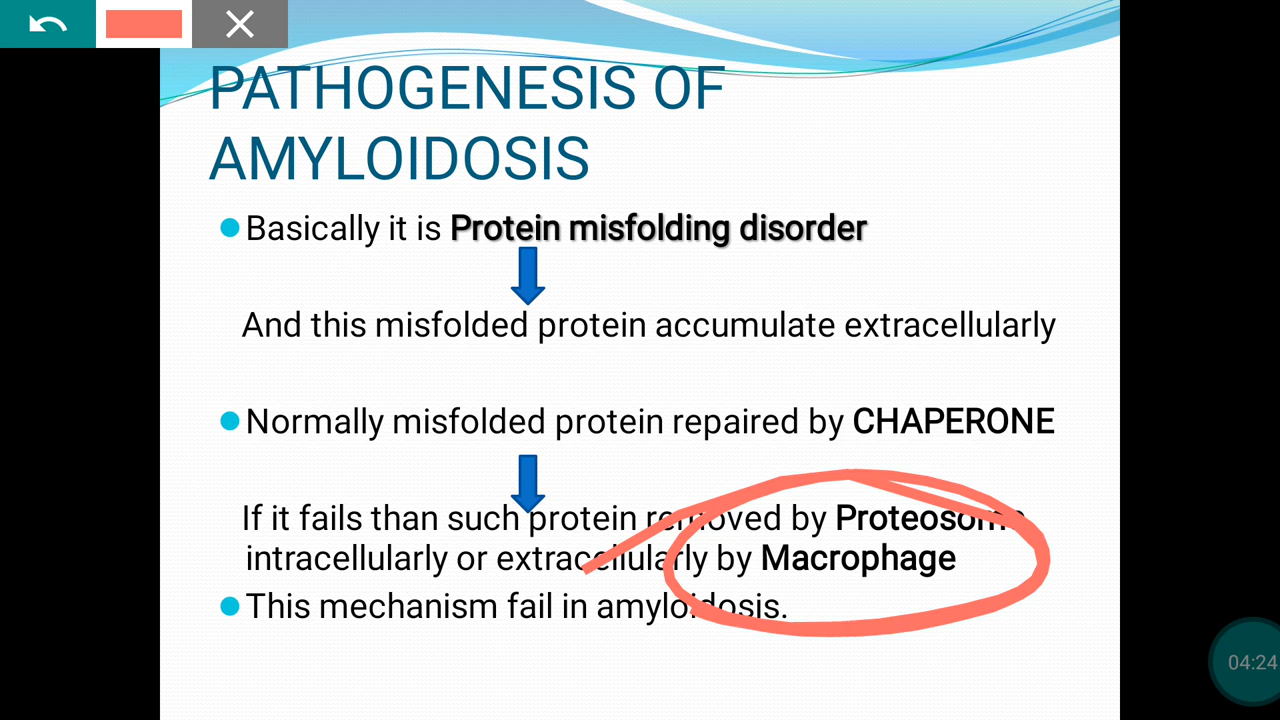 PATHOGENESIS OF
AMYLOIDOSIS
Basically it is Protein misfolding disorder
And this misfolded protein accumulate extracellularly
Normally misfolded protein repaired by CHAPERONE
If it fails than such protein removed by Proteosome
intracellularly or extracellularly by Macrophage
This mechanism fail in amyloidosis.
04:24